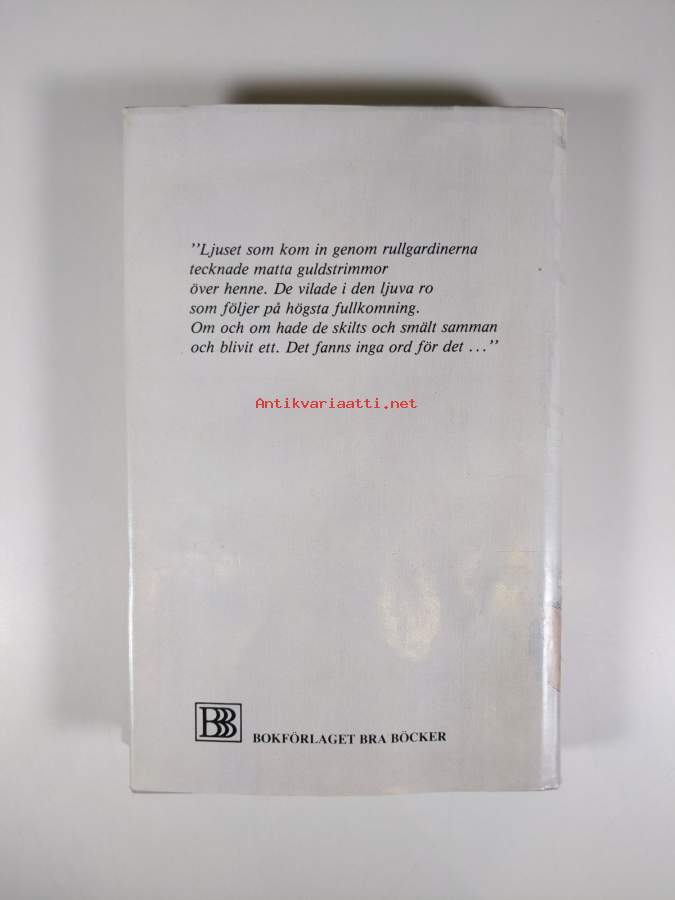 "Ljuset som kom in genom rullgardinerna
tecknade matta guldstrimmor
över henne. De vilade i den ljuva ro
som följer på högsta fullkomning.
Om och om hade de skilts och smält samman
och blivit ett. Det fanns inga ord för det ..."
Antikvariaatti.net
BBB
BOKFÖRLAGET BRA BÖCKER